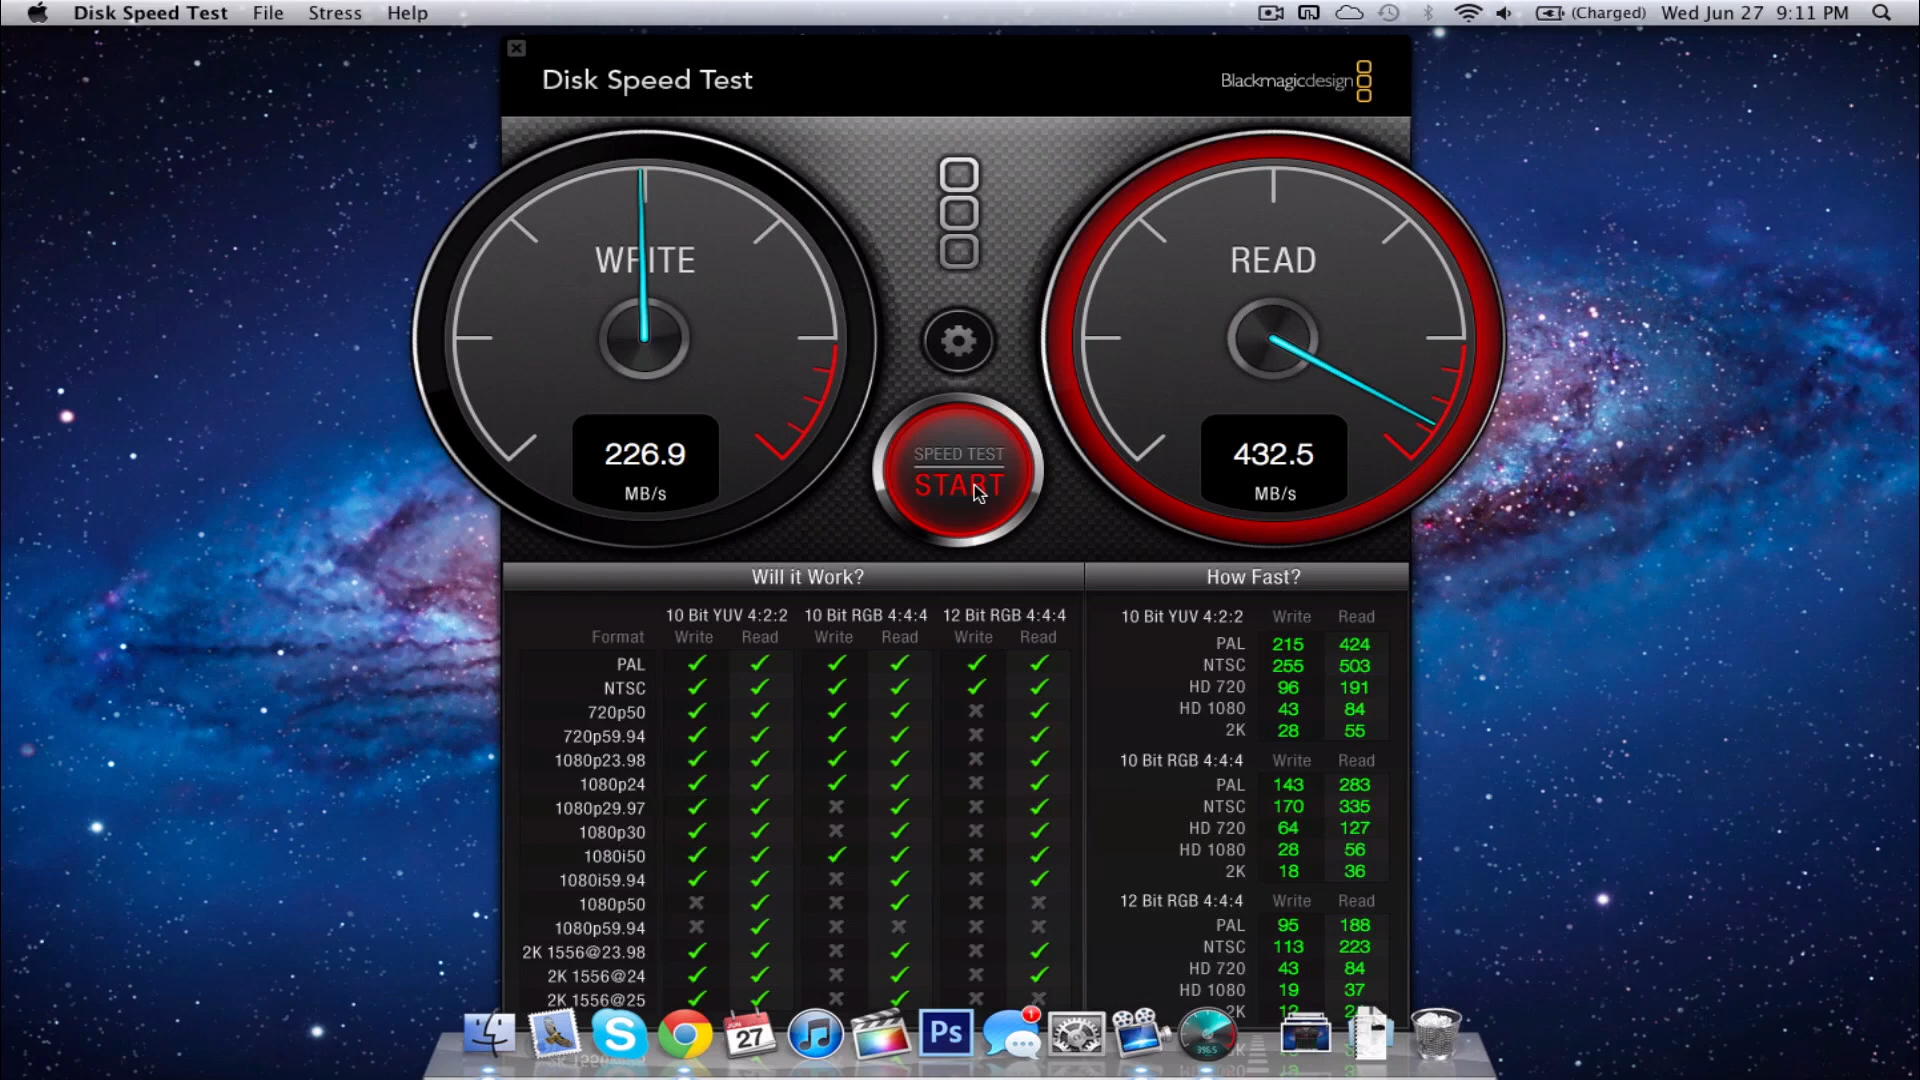 Disk Speed Test File Stress Help (Charged) Wed Jun 27 9:11 PM
Disk Speed Test
Blackmagicdesign
WRITE
226.9
MB/s
SPEED TEST
START
READ
432.5
MB/s
Will it Work?
10 Bit YUV 4:2:2 10 Bit RGB 4:4:4 12 Bit RGB 4:4:4
Format Write Read Write Read Write Read
PAL
NTSC
720p50
720p59.94
1080p23.98
1080p24
1080p29.97
1080p30
1080i50
1080i59.94
1080p50
1080p59.94
2K 1556@23.98
2K 1556@24
2K 1556@25
How Fast?
10 Bit YUV 4:2:2 Write Read
PAL 215 424
NTSC 255 503
HD 720 96 191
HD 1080 43 84
2K 28 55
10 Bit RGB 4:4:4 Write Read
PAL 143 283
NTSC 170 335
HD 720 64 127
HD 1080 28 56
2K 18 36
12 Bit RGB 4:4:4 Write Read
PAL 95 188
NTSC 113 223
HD 720 43 84
HD 1080 19 37
2K 12
JUN
27
Ps
1